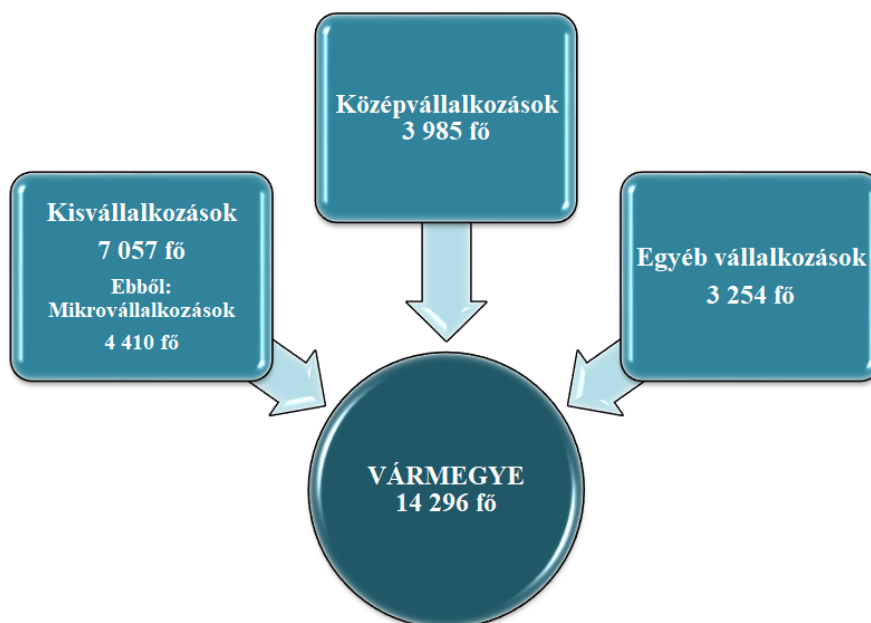 Középvállalkozások
3 985 fő
Kisvállalkozások
7 057 fő
Ebből:
Mikrovállalkozások
4 410 fő
Egyéb vállalkozások
3 254 fő
VÁRMEGYE
14 296 fő